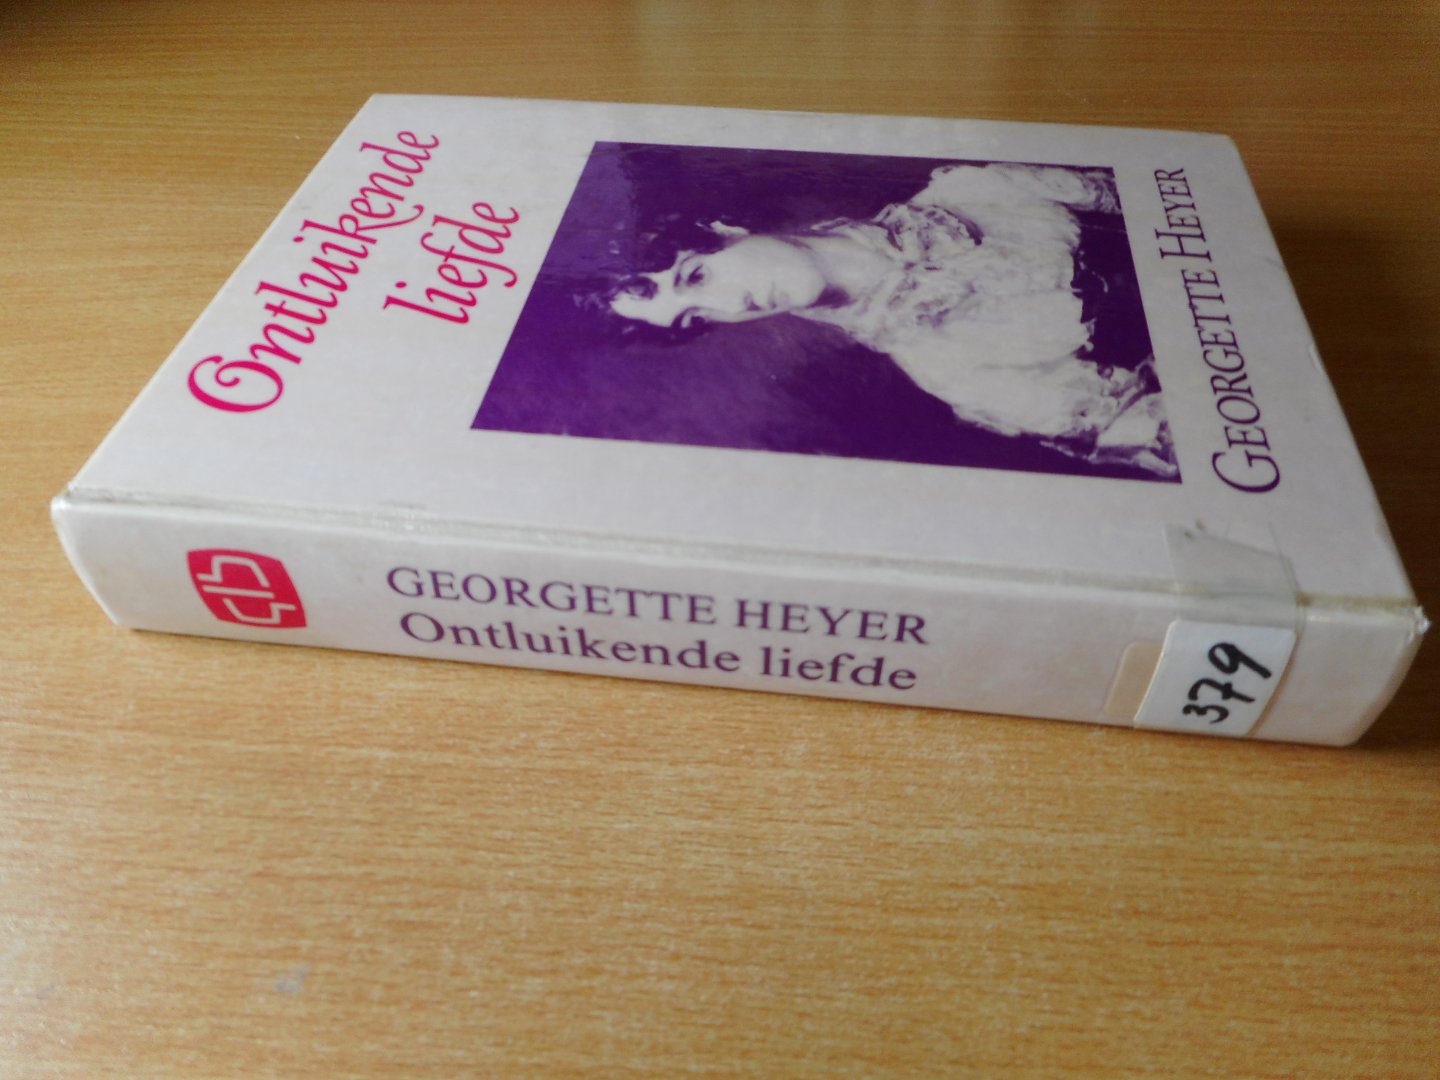 Ontluikende
liefde
GEORGETTE HEYER
GEORGETTE HEYER
Ontluikende liefde
379